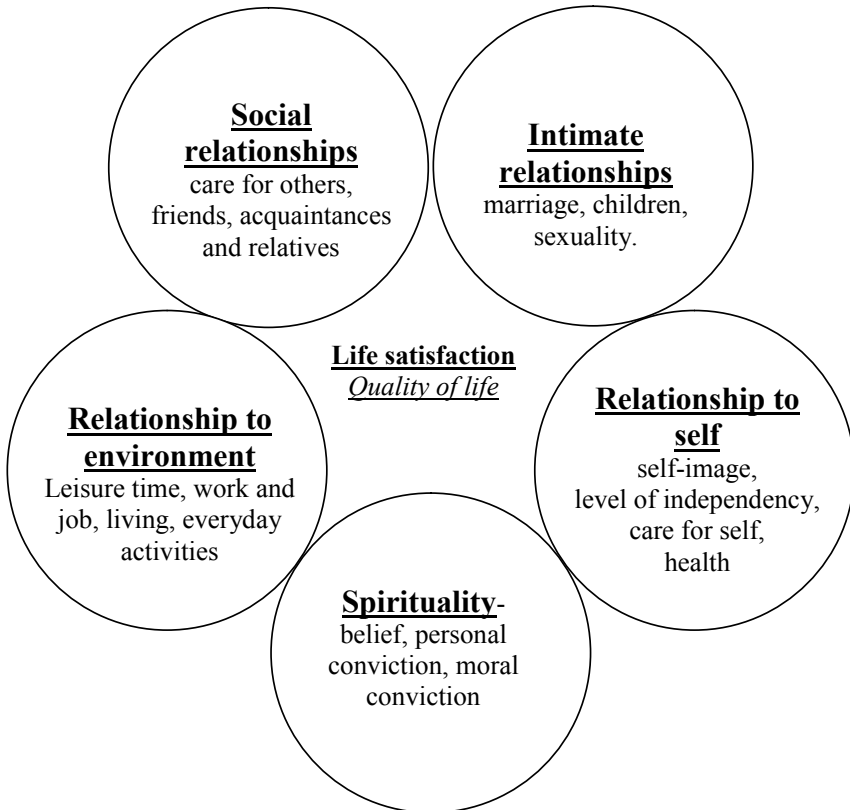 Social
relationships
care for others,
friends, acquaintances
and relatives
Intimate
relationships
marriage, children,
sexuality.
Life satisfaction
Quality of life
Relationship to
environment
Leisure time, work and
job, living, everyday
activities
Relationship to
self
self-image,
level of independency,
care for self,
health
Spirituality-
belief, personal
conviction, moral
conviction